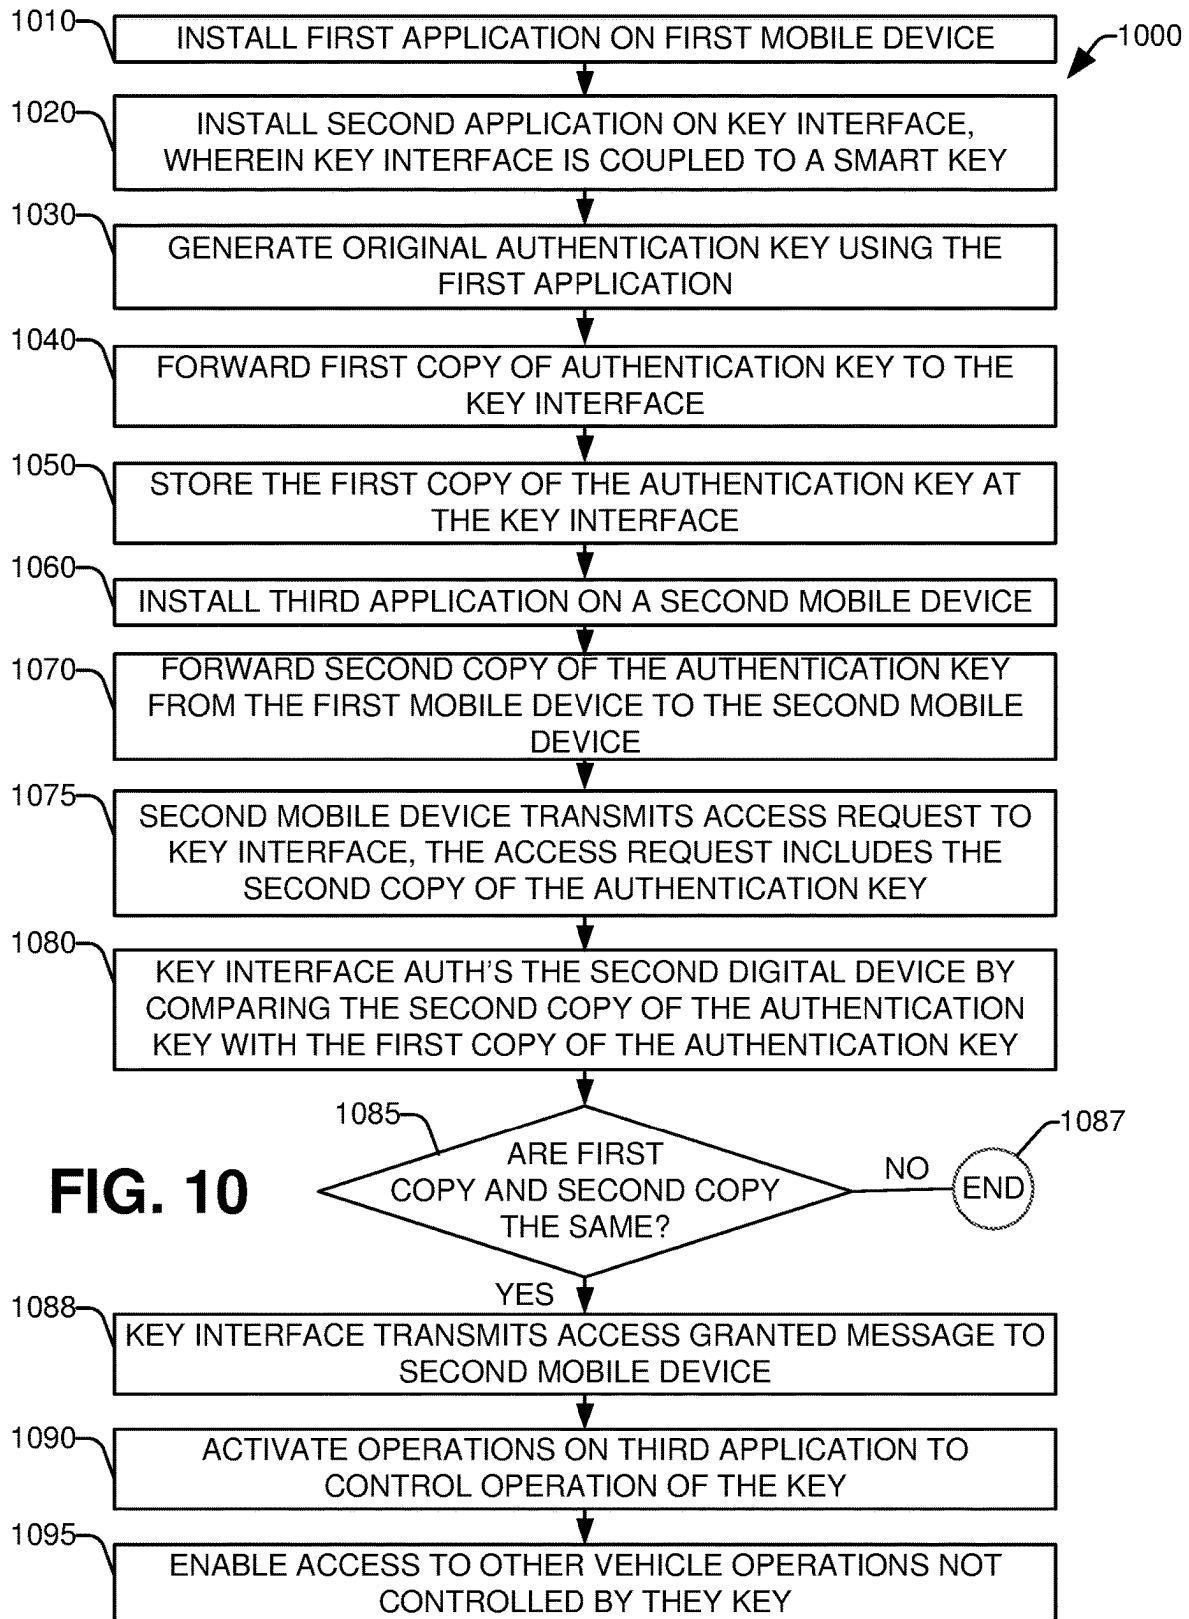 1010
INSTALL FIRST APPLICATION ON FIRST MOBILE DEVICE
1000
1020
INSTALL SECOND APPLICATION ON KEY INTERFACE,
WHEREIN KEY INTERFACE IS COUPLED TO A SMART KEY
1030
GENERATE ORIGINAL AUTHENTICATION KEY USING THE
FIRST APPLICATION
1040
FORWARD FIRST COPY OF AUTHENTICATION KEY TO THE
KEY INTERFACE
1050
STORE THE FIRST COPY OF THE AUTHENTICATION KEY AT
THE KEY INTERFACE
1060
INSTALL THIRD APPLICATION ON A SECOND MOBILE DEVICE
1070
FORWARD SECOND COPY OF THE AUTHENTICATION KEY
FROM THE FIRST MOBILE DEVICE TO THE SECOND MOBILE
DEVICE
1075
SECOND MOBILE DEVICE TRANSMITS ACCESS REQUEST TO
KEY INTERFACE, THE ACCESS REQUEST INCLUDES THE
SECOND COPY OF THE AUTHENTICATION KEY
1080
KEY INTERFACE AUTH'S THE SECOND DIGITAL DEVICE BY
COMPARING THE SECOND COPY OF THE AUTHENTICATION
KEY WITH THE FIRST COPY OF THE AUTHENTICATION KEY
1085
ARE FIRST
COPY AND SECOND COPY
THE SAME?
NO
END
1087
FIG. 10
YES
1088
KEY INTERFACE TRANSMITS ACCESS GRANTED MESSAGE TO
SECOND MOBILE DEVICE
1090
ACTIVATE OPERATIONS ON THIRD APPLICATION TO
CONTROL OPERATION OF THE KEY
1095
ENABLE ACCESS TO OTHER VEHICLE OPERATIONS NOT
CONTROLLED BY THEY KEY